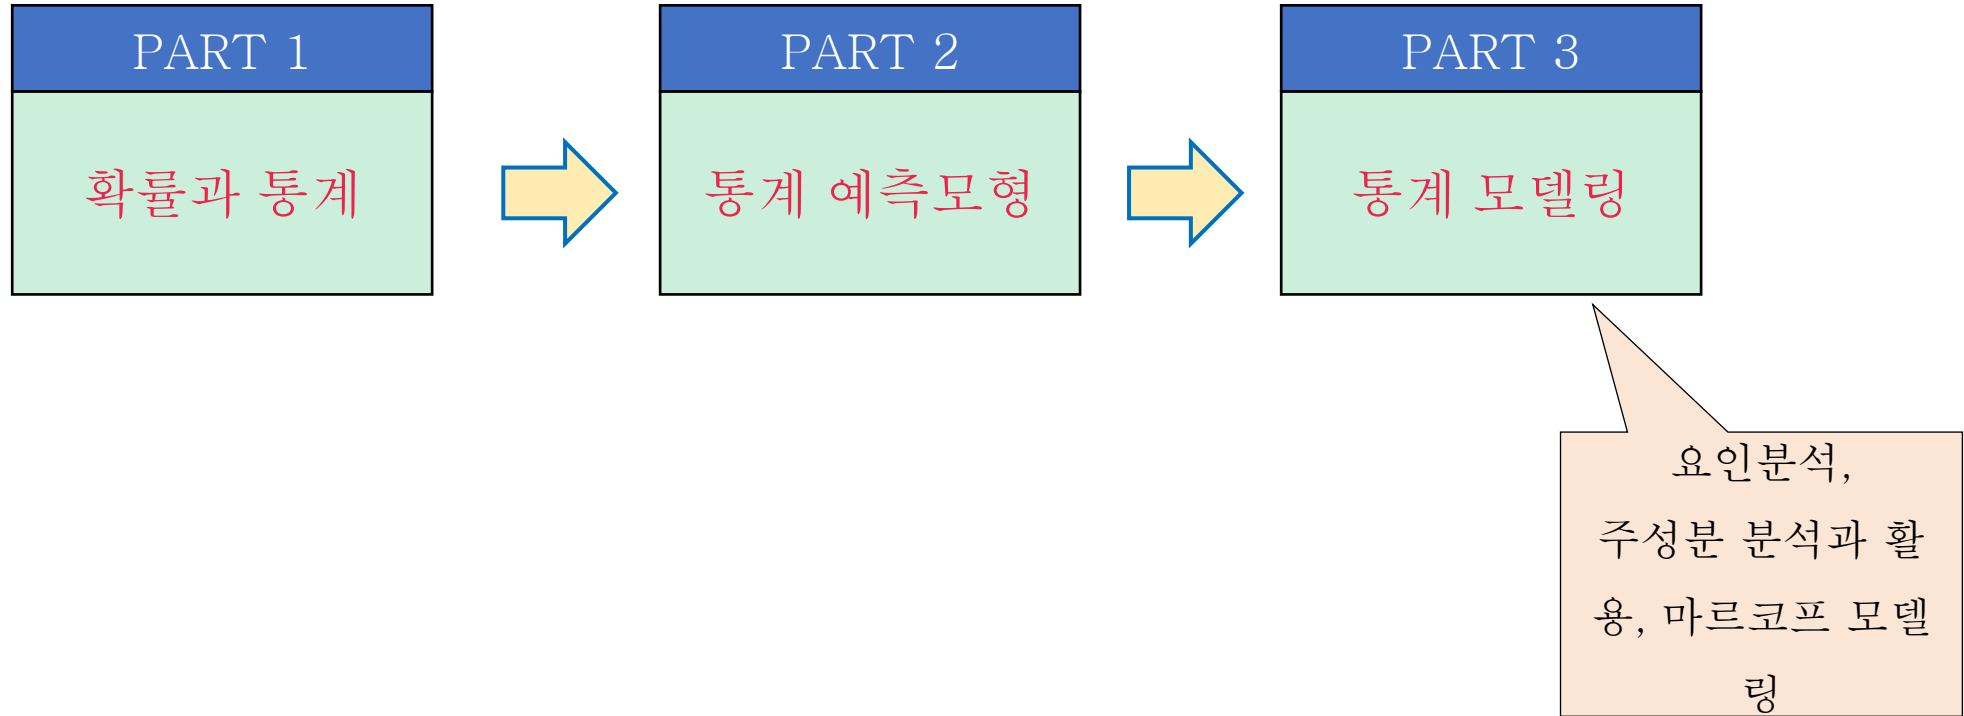 PART 1
확률과 통계
PART 2
통계 예측모형
PART 3
통계 모델링
요인분석,
주성분 분석과 활
용, 마르코프 모델
링